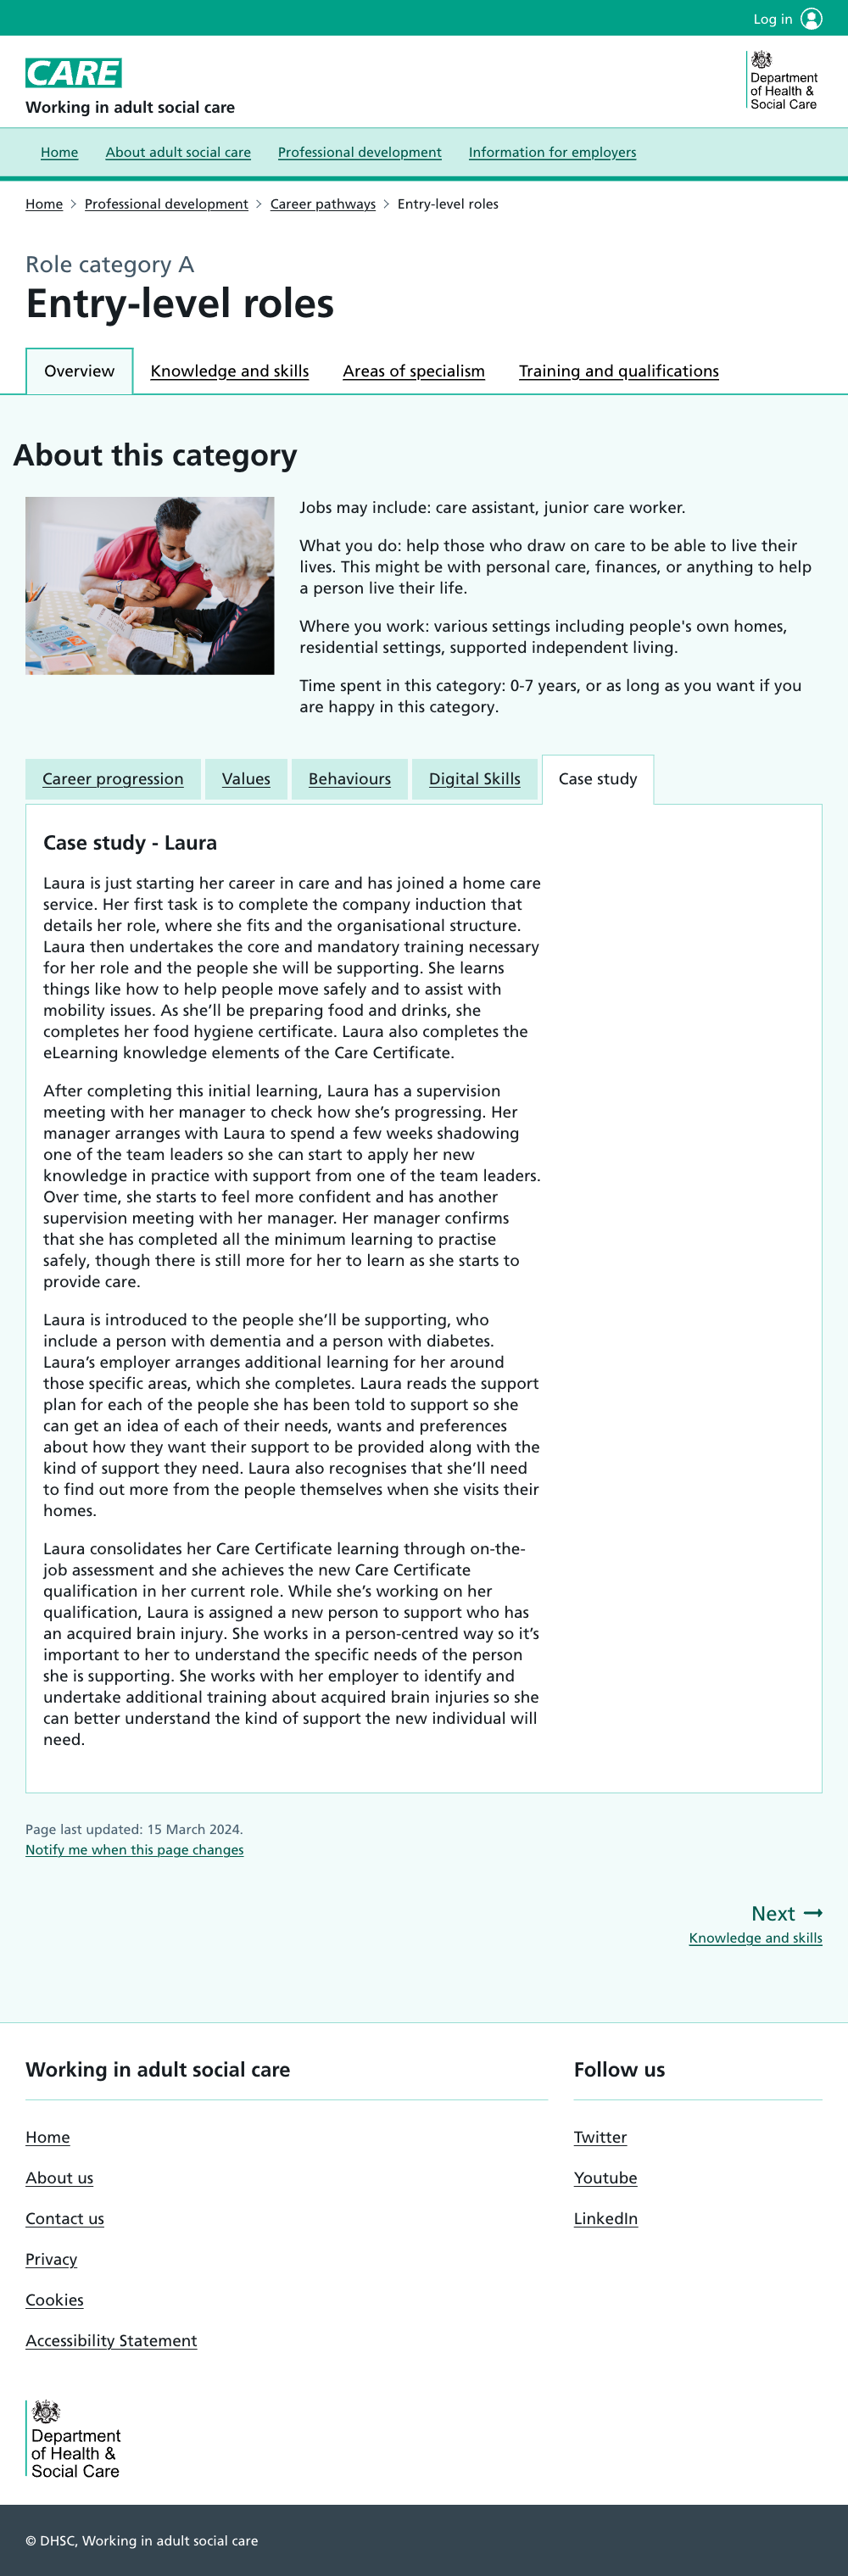 Log in
CARE
Working in adult social care
Department
of Health &
Social Care
Home
About adult social care
Professional development
Information for employers
Home
Professional development
Career pathways
Entry-level roles
Role category A
Entry-level roles
Overview
Knowledge and skills
Areas of specialism
Training and qualifications
About this category
Jobs may include: care assistant, junior care worker.
What you do: help those who draw on care to be able to live their
lives. This might be with personal care, finances, or anything to help
a person live their life.
Where you work: various settings including people's own homes,
residential settings, supported independent living.
Time spent in this category: 0-7 years, or as long as you want if you
are happy in this category.
Career progression
Values
Behaviours
Digital Skills
Case study
Case study - Laura
Laura is just starting her career in care and has joined a home care
service. Her first task is to complete the company induction that
details her role, where she fits and the organisational structure.
Laura then undertakes the core and mandatory training necessary
for her role and the people she will be supporting. She learns
things like how to help people move safely and to assist with
mobility issues. As she’ll be preparing food and drinks, she
completes her food hygiene certificate. Laura also completes the
eLearning knowledge elements of the Care Certificate.
After completing this initial learning, Laura has a supervision
meeting with her manager to check how she’s progressing. Her
manager arranges with Laura to spend a few weeks shadowing
one of the team leaders so she can start to apply her new
knowledge in practice with support from one of the team leaders.
Over time, she starts to feel more confident and has another
supervision meeting with her manager. Her manager confirms
that she has completed all the minimum learning to practise
safely, though there is still more for her to learn as she starts to
provide care.
Laura is introduced to the people she’ll be supporting, who
include a person with dementia and a person with diabetes.
Laura’s employer arranges additional learning for her around
those specific areas, which she completes. Laura reads the support
plan for each of the people she has been told to support so she
can get an idea of each of their needs, wants and preferences
about how they want their support to be provided along with the
kind of support they need. Laura also recognises that she’ll need
to find out more from the people themselves when she visits their
homes.
Laura consolidates her Care Certificate learning through on-the-
job assessment and she achieves the new Care Certificate
qualification in her current role. While she’s working on her
qualification, Laura is assigned a new person to support who has
an acquired brain injury. She works in a person-centred way so it’s
important to her to understand the specific needs of the person
she is supporting. She works with her employer to identify and
undertake additional training about acquired brain injuries so she
can better understand the kind of support the new individual will
need.
Page last updated: 15 March 2024.
Notify me when this page changes
Next
Knowledge and skills
Working in adult social care
Home
About us
Contact us
Privacy
Cookies
Accessibility Statement
Follow us
Twitter
Youtube
LinkedIn
Department
of Health &
Social Care
© DHSC, Working in adult social care